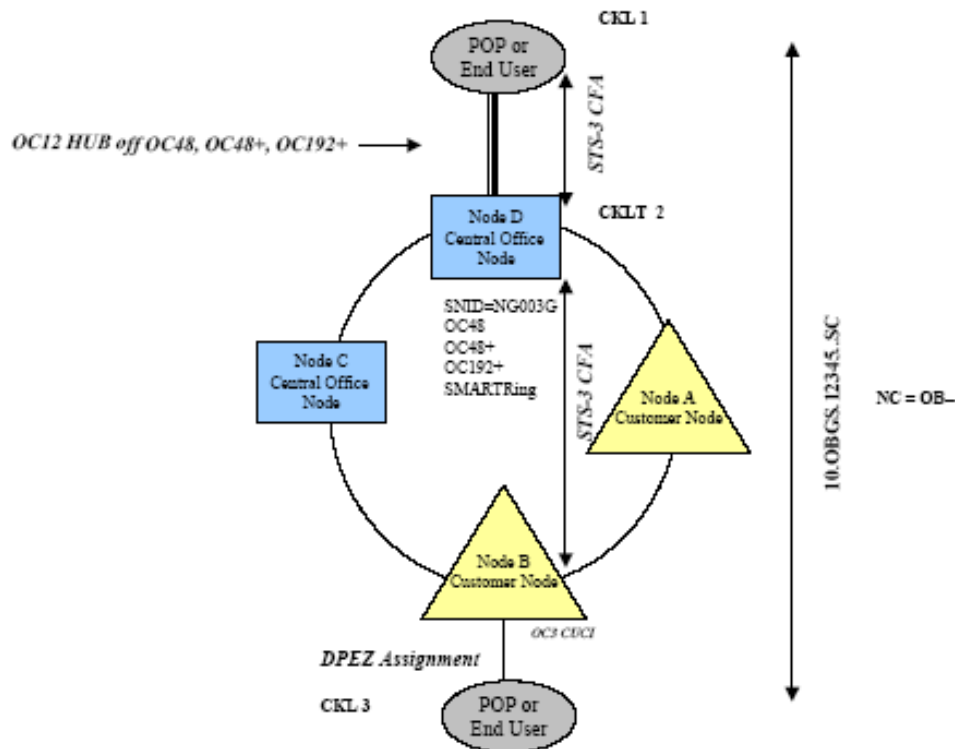 CKL 1
POP or
End User
STS-3 CFA
OC12 HUB off OC48, OC48+, OC192+
CKLT 2
Node D
Central Office
Node
SNID=NG003G
OC48
OC48+
OC192+
SMARTRing
STS-3 CFA
Node C
Central Office
Node
Node A
Customer Node
10.OBGS.12345..SC
NC = OB--
Node B
Customer Node
OC3 CUCI
DPEZ Assignment
CKL 3
POP or
End User